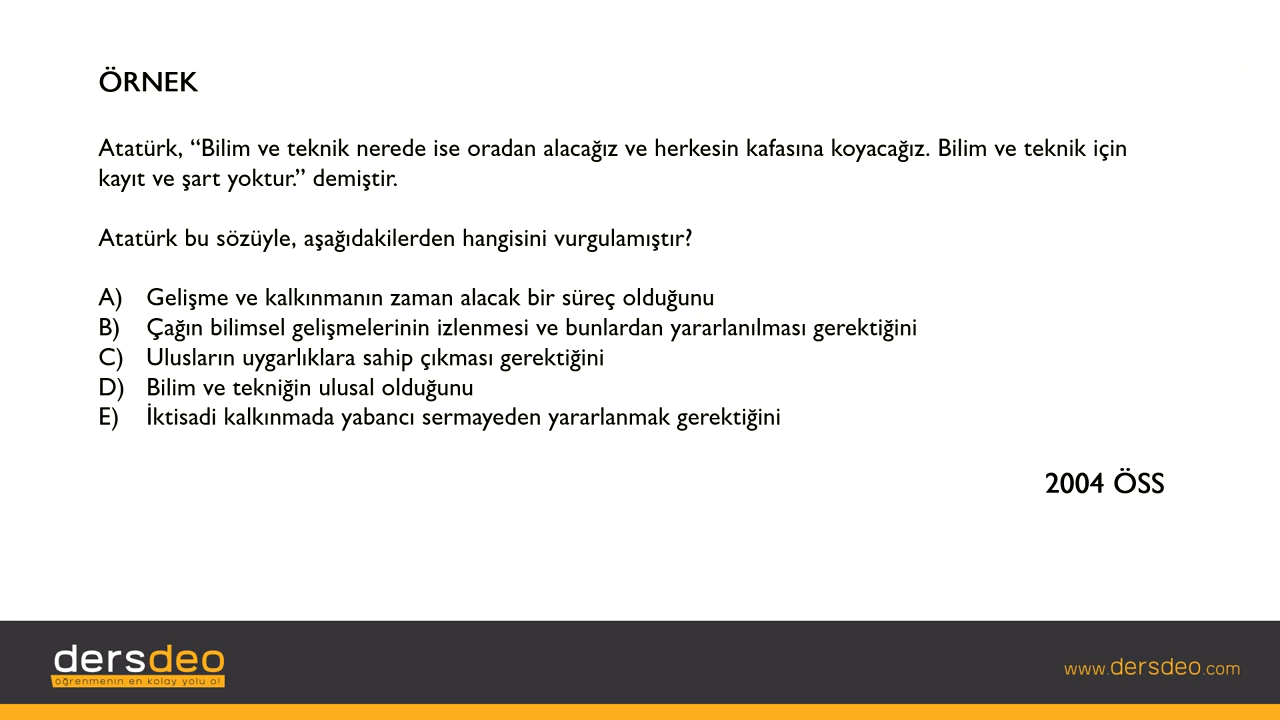 ÖRNEK
Atatürk, “Bilim ve teknik nerede ise oradan alacağız ve herkesin kafasına koyacağız. Bilim ve teknik için
kayıt ve şart yoktur.” demiştir.
Atatürk bu sözüyle, aşağıdakilerden hangisini vurgulamıştır?
A) Gelişme ve kalkınmanın zaman alacak bir süreç olduğunu
B) Çağın bilimsel gelişmelerinin izlenmesi ve bunlardan yararlanılması gerektiğini
C) Ulusların uygarlıklara sahip çıkması gerektiğini
D) Bilim ve tekniğin ulusal olduğunu
E) İktisadi kalkınmada yabancı sermayeden yararlanmak gerektiğini
2004 ÖSS
dersdeo
öğrenmenin en kolay yolu o!
www.dersdeo.com